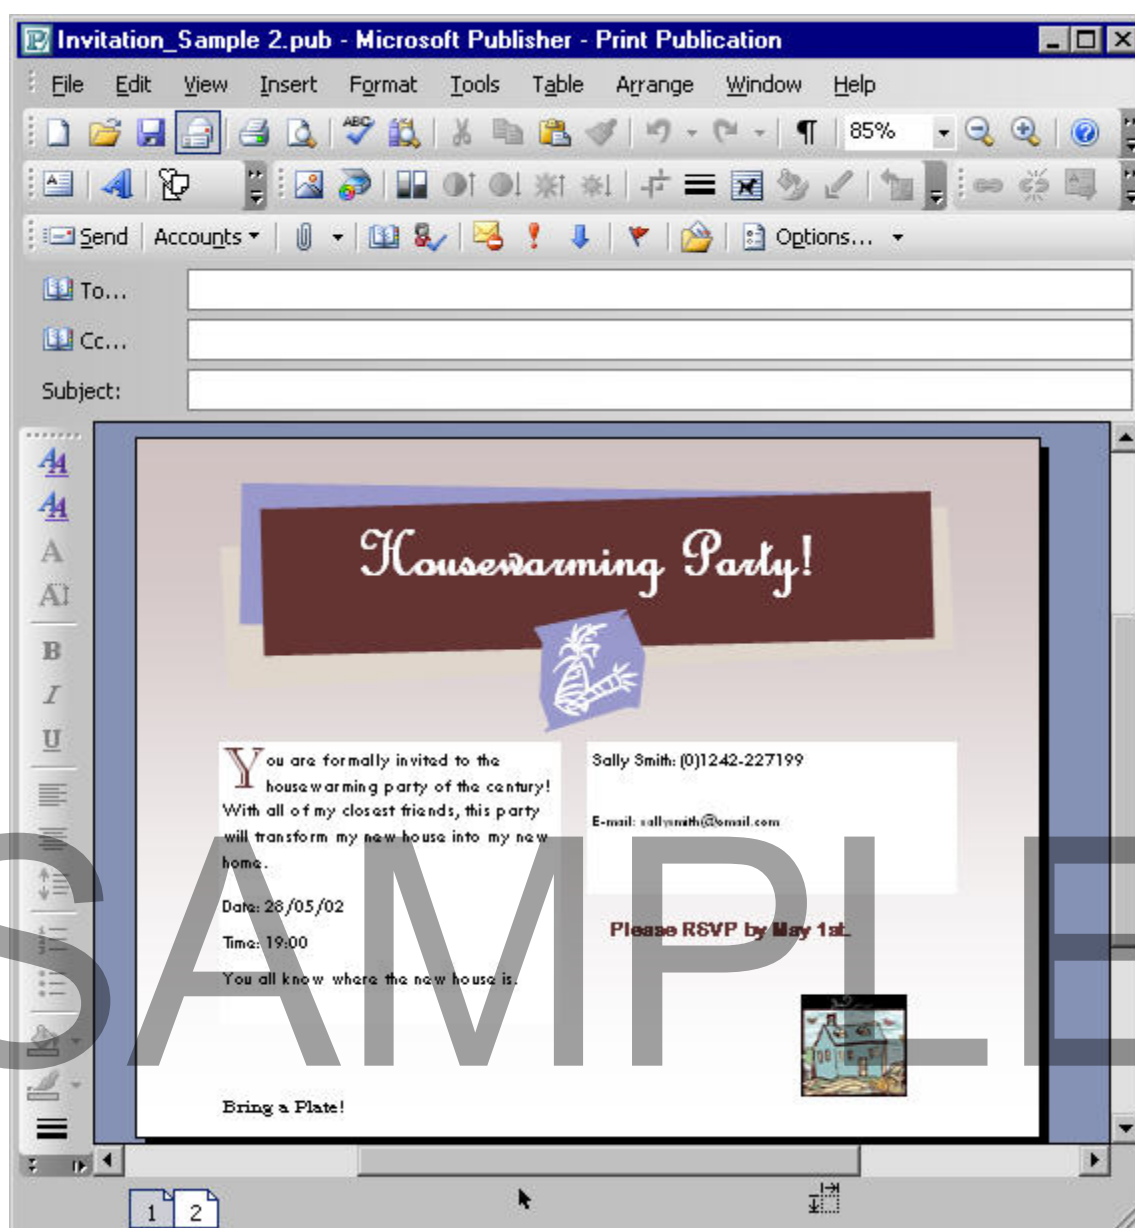 Invitation_Sample 2.pub - Microsoft Publisher - Print Publication
File Edit View Insert Format Tools Table Arrange Window Help
ABC ¶ 85%
A
Send Accounts Options...
To...
Cc...
Subject:
Housewarming Party!
You are formally invited to the
housewarming party of the century!
With all of my closest friends, this party
will transform my new house into my new
home.
Date: 28/05/02
Time: 19:00
You all know where the new house is.
Bring a Plate!
Sally Smith: (0)1242-227199
E-mail: sallysmith@omail.com
Please RSVP by May 1st.
SAMPLE
AA
AA
A
A
B
I
U
1 2